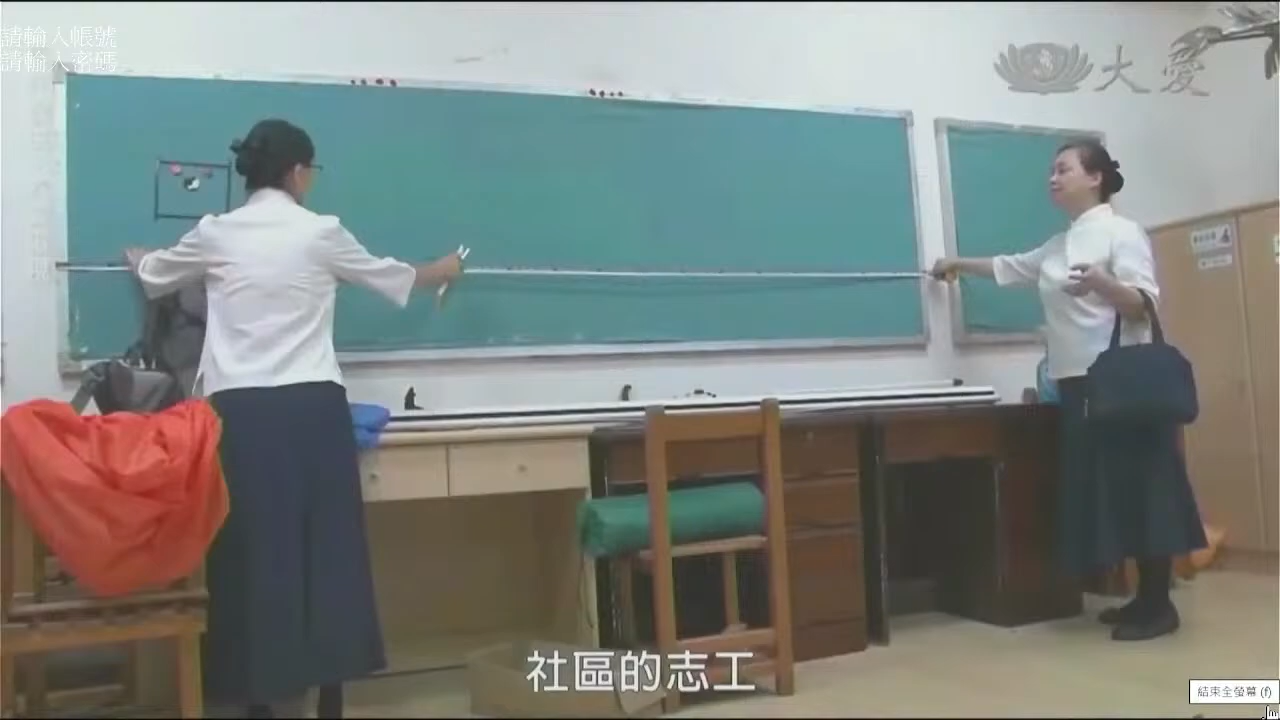 請輸入帳號
請輸入密碼
大愛
社區的志工
結束全螢幕 (f)